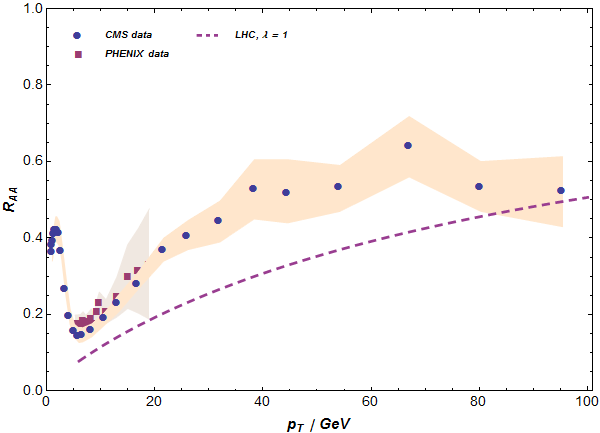 1.0
0.8
0.6
0.4
0.2
0.0
R_AA
CMS data
PHENIX data
LHC, λ = 1
0 20 40 60 80 100
p_T / GeV